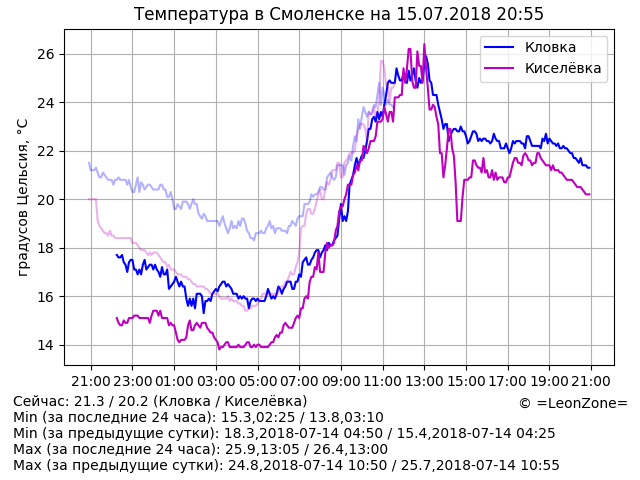 Температура в Смоленске на 15.07.2018 20:55
градусов Цельсия, °C
26
24
22
20
18
16
14
Кловка
Киселёвка
21:00 23:00 01:00 03:00 05:00 07:00 09:00 11:00 13:00 15:00 17:00 19:00 21:00
Сейчас: 21.3 / 20.2 (Кловка / Киселёвка)
© =LeonZone=
Min (за последние 24 часа): 15.3,02:25 / 13.8,03:10
Min (за предыдущие сутки): 18.3,2018-07-14 04:50 / 15.4,2018-07-14 04:25
Max (за последние 24 часа): 25.9,13:05 / 26.4,13:00
Max (за предыдущие сутки): 24.8,2018-07-14 10:50 / 25.7,2018-07-14 10:55